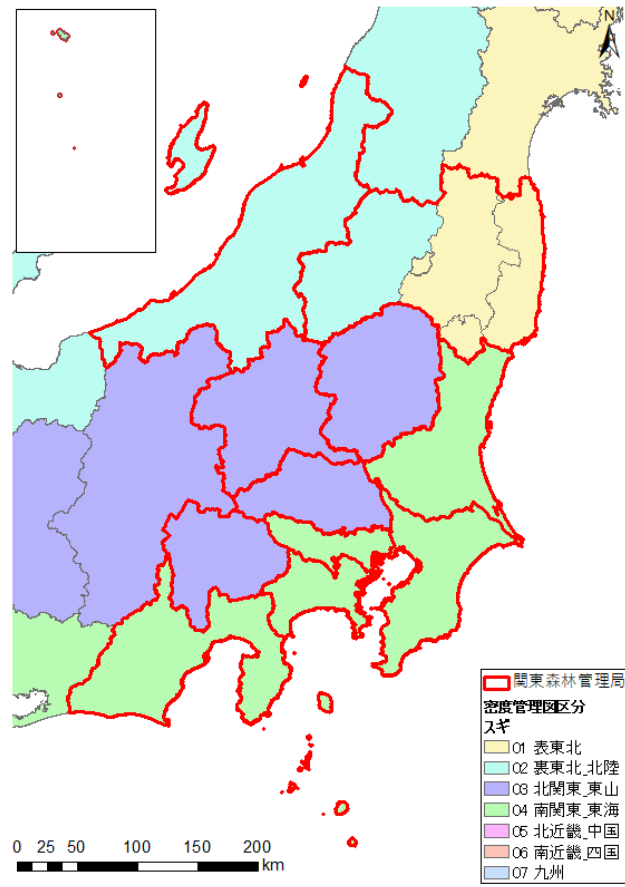 N
関東森林管理局
密度管理図区分
スギ
01 表東北
02 裏東北_北陸
03 北関東_東山
04 南関東_東海
05 北近畿_中国
06 南近畿_四国
07 九州
0 25 50 100 150 200
km